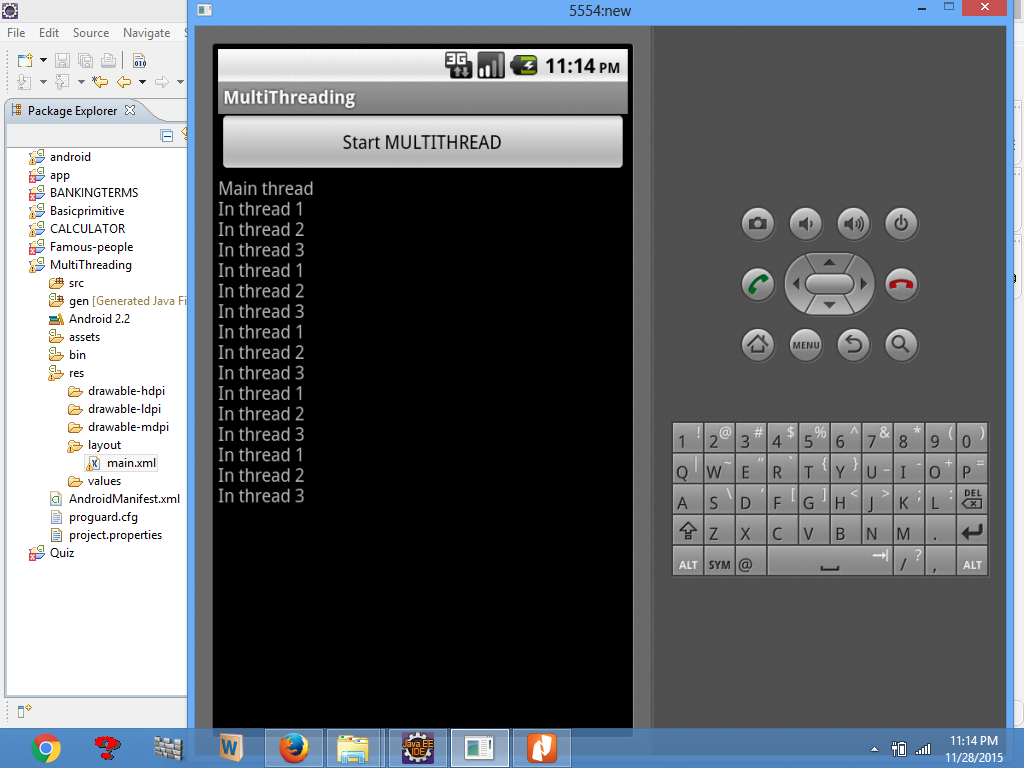 5554:new
File Edit Source Navigate
Package Explorer
android
app
BANKINGTERMS
Basicprimitive
CALCULATOR
Famous-people
MultiThreading
src
gen [Generated Java Fi
Android 2.2
assets
bin
res
drawable-hdpi
drawable-ldpi
drawable-mdpi
layout
main.xml
values
AndroidManifest.xml
proguard.cfg
project.properties
Quiz
3G 11:14 PM
MultiThreading
Start MULTITHREAD
Main thread
In thread 1
In thread 2
In thread 3
In thread 1
In thread 2
In thread 3
In thread 1
In thread 2
In thread 3
In thread 1
In thread 2
In thread 3
In thread 1
In thread 2
In thread 3
MENU
1 ! 2 @ 3 # 4 $ 5 % 6 ^ 7 & 8 * 9 ( 0 )
Q | W ~ E “ R ` T { Y } U _ I - O + P =
A S \ D ' F [ G ] H < J > K ; L : DEL
Z X C V B N M .
ALT SYM @ / ? , ALT
W Java EE IDE
11:14 PM
11/28/2015